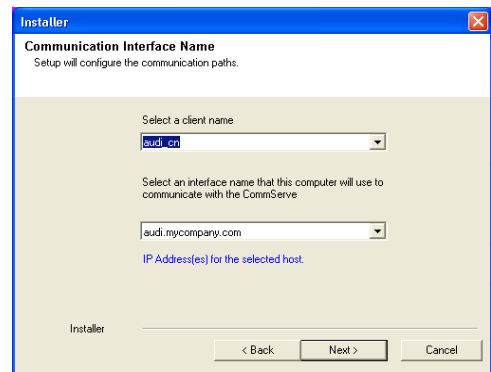 Installer
Communication Interface Name
Setup will configure the communication paths.
Select a client name
audi_cn
Select an interface name that this computer will use to
communicate with the CommServe
audi.mycompany.com
IP Address(es) for the selected host.
Installer
< Back
Next >
Cancel